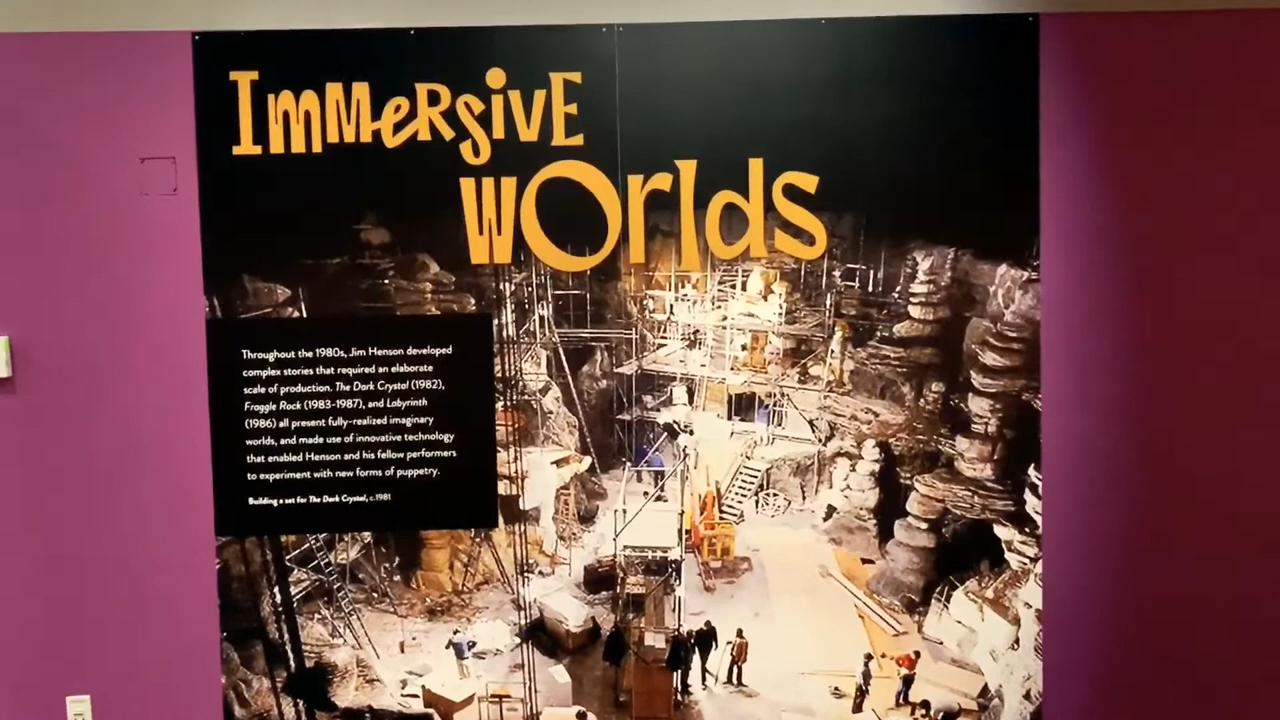 Immersive
Worlds
Throughout the 1980s, Jim Henson developed
complex stories that required an elaborate
scale of production. The Dark Crystal (1982),
Fraggle Rock (1983-1987), and Labyrinth
(1986) all present fully-realized imaginary
worlds, and made use of innovative technology
that enabled Henson and his fellow performers
to experiment with new forms of puppetry.
Building a set for The Dark Crystal, c.1981